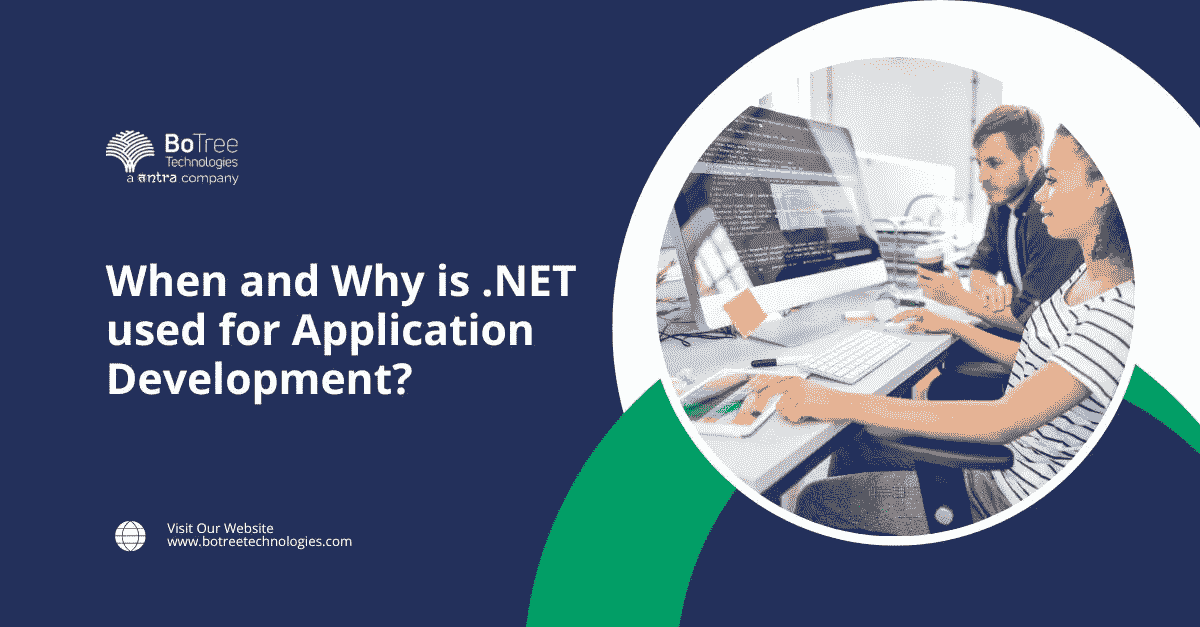 BoTree
Technologies
a antra company
When and Why is .NET
used for Application
Development?
Visit Our Website
www.botreetechnologies.com